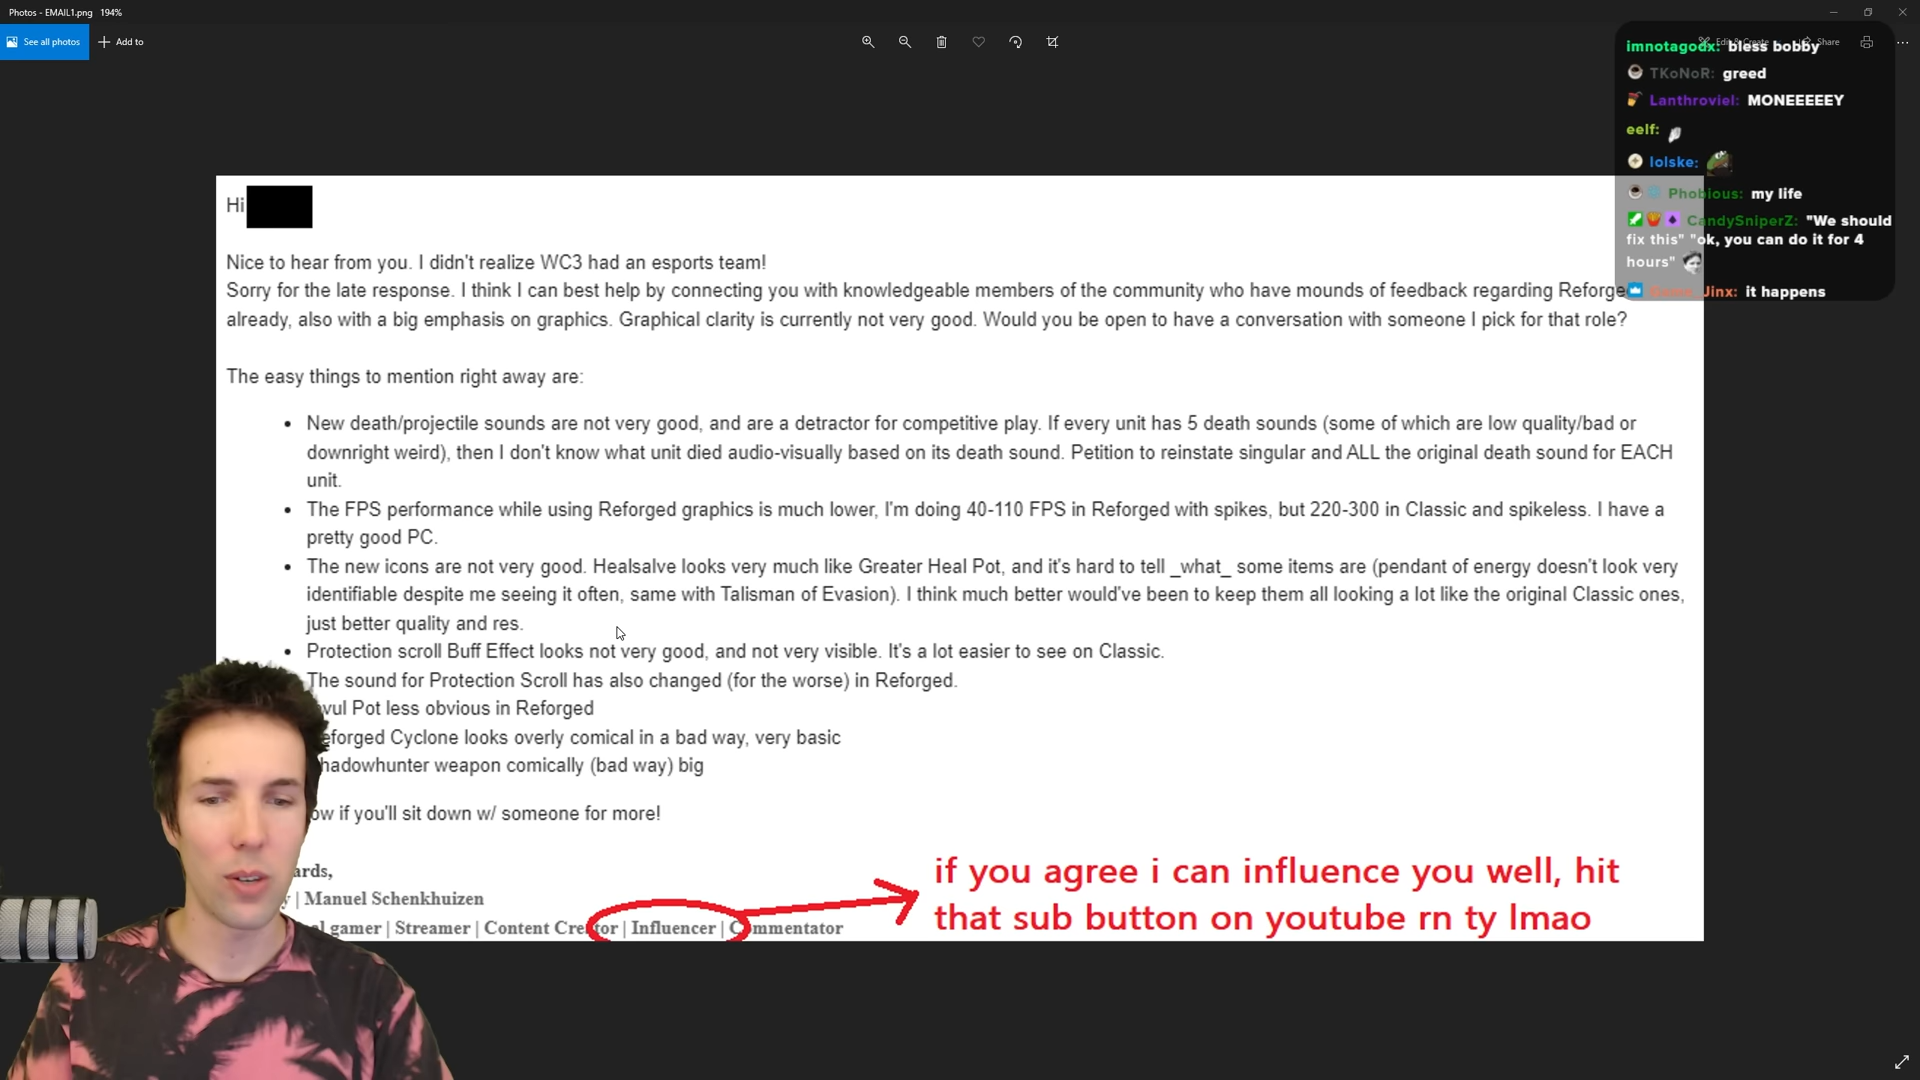 Photos - EMAIL1.png 194%
See all photos
Add to
Share
Hi
Nice to hear from you. I didn't realize WC3 had an esports team!
Sorry for the late response. I think I can best help by connecting you with knowledgeable members of the community who have mounds of feedback regarding Reforge
already, also with a big emphasis on graphics. Graphical clarity is currently not very good. Would you be open to have a conversation with someone I pick for that role?
The easy things to mention right away are:
• New death/projectile sounds are not very good, and are a detractor for competitive play. If every unit has 5 death sounds (some of which are low quality/bad or
downright weird), then I don't know what unit died audio-visually based on its death sound. Petition to reinstate singular and ALL the original death sound for EACH
unit.
• The FPS performance while using Reforged graphics is much lower, I'm doing 40-110 FPS in Reforged with spikes, but 220-300 in Classic and spikeless. I have a
pretty good PC.
• The new icons are not very good. Healsalve looks very much like Greater Heal Pot, and it's hard to tell _what_ some items are (pendant of energy doesn't look very
identifiable despite me seeing it often, same with Talisman of Evasion). I think much better would've been to keep them all looking a lot like the original Classic ones,
just better quality and res.
• Protection scroll Buff Effect looks not very good, and not very visible. It's a lot easier to see on Classic.
The sound for Protection Scroll has also changed (for the worse) in Reforged.
vul Pot less obvious in Reforged
eforged Cyclone looks overly comical in a bad way, very basic
hadowhunter weapon comically (bad way) big
ow if you'll sit down w/ someone for more!
ards,
| Manuel Schenkhuizen
al gamer | Streamer | Content Creator | Influencer | Commentator
if you agree i can influence you well, hit
that sub button on youtube rn ty lmao
imnotagodx: bless bobby
TKoNoR: greed
Lanthroviel: MONEEEEEY
eelf:
lolske:
Phobious: my life
CandySniperZ: "We should
fix this" "ok, you can do it for 4
hours"
Jinx: it happens